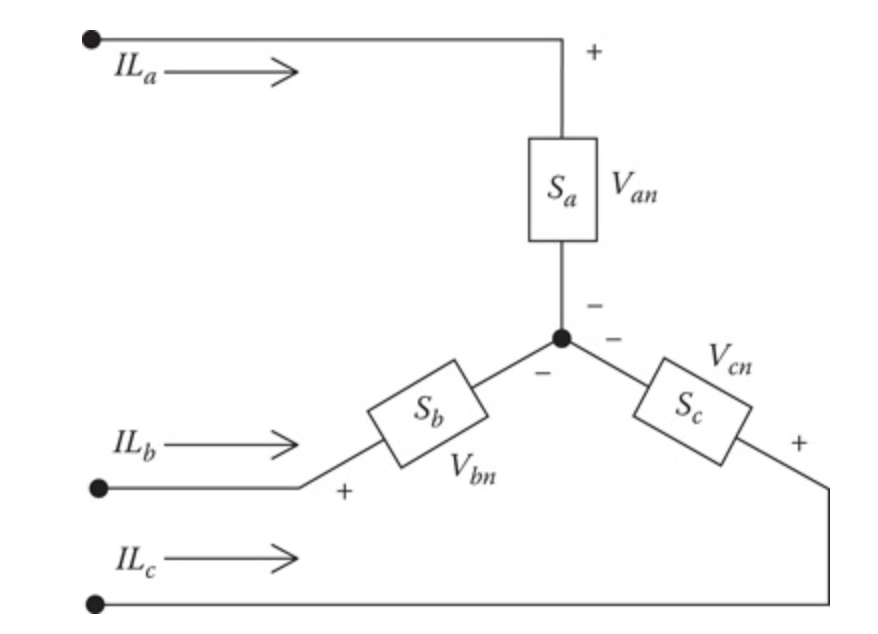 +
ILa
Sa Van
−
−
Vcn
−
Sb Sc
ILb +
Vbn
+
ILc